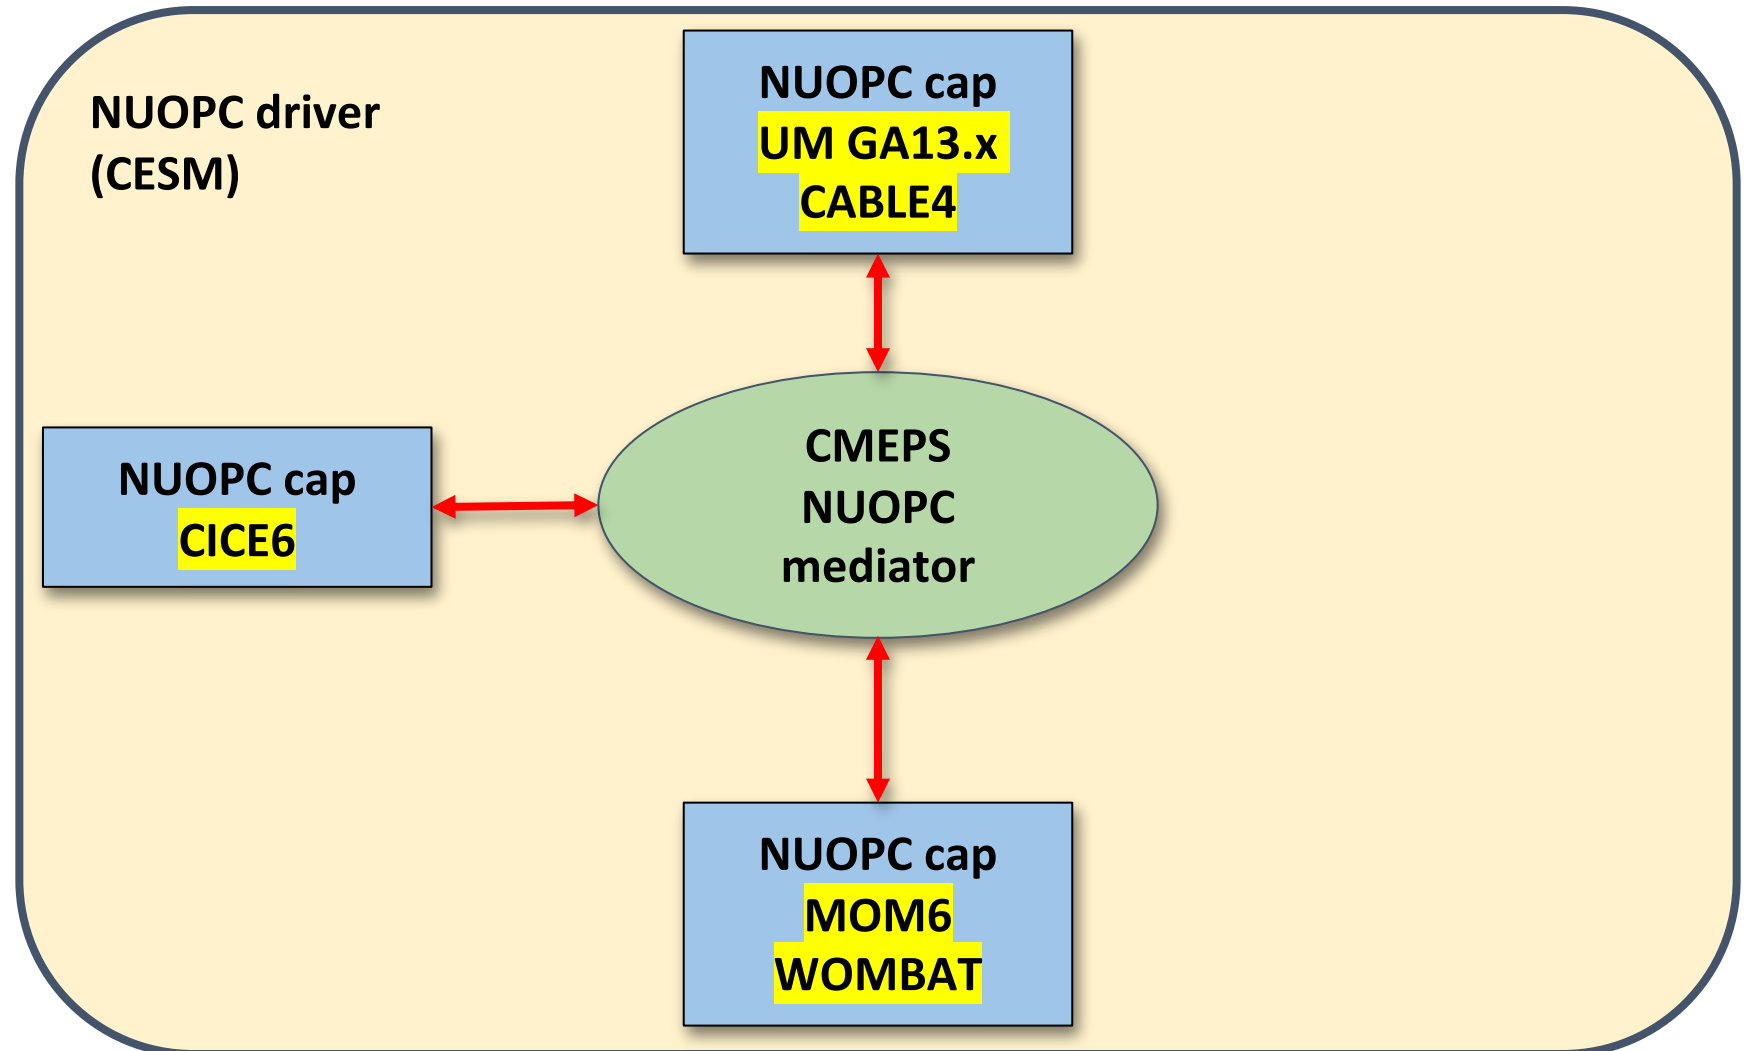 NUOPC driver
(CESM)
NUOPC cap
UM GA13.x
CABLE4
CMEPS
NUOPC
mediator
NUOPC cap
CICE6
NUOPC cap
MOM6
WOMBAT